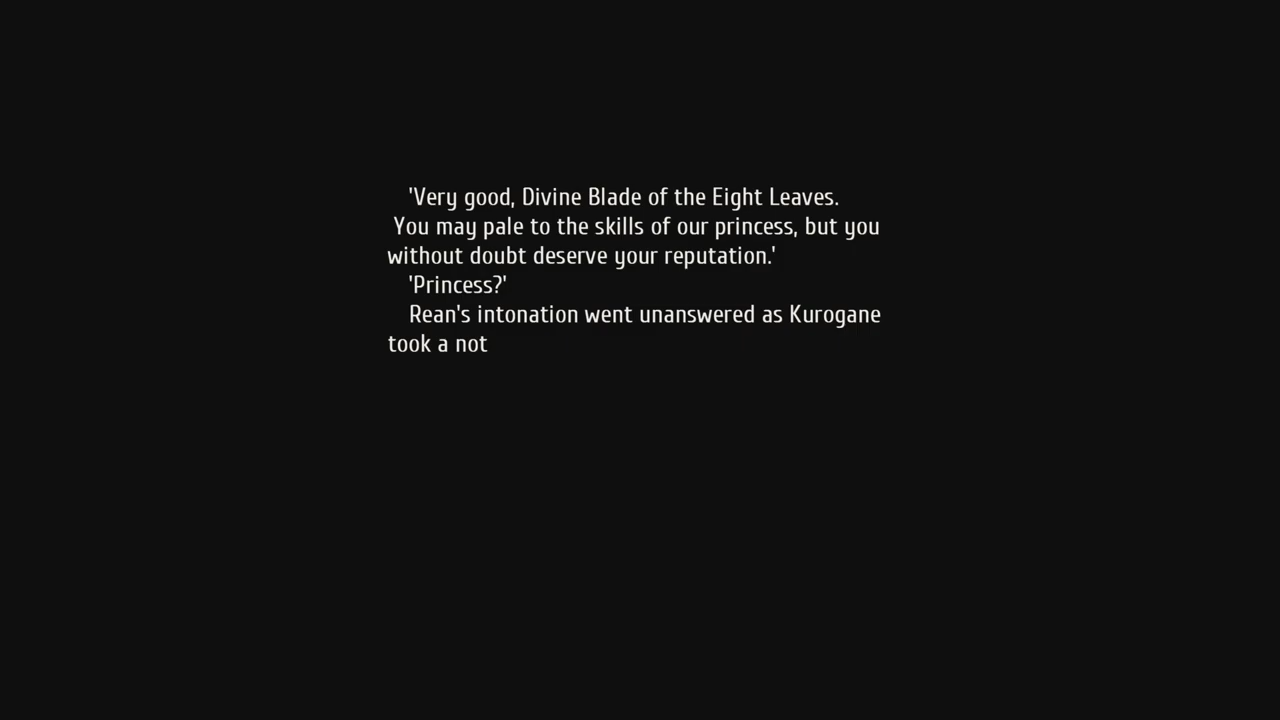 'Very good, Divine Blade of the Eight Leaves.
You may pale to the skills of our princess, but you
without doubt deserve your reputation.'
'Princess?'
Rean's intonation went unanswered as Kurogane
took a not